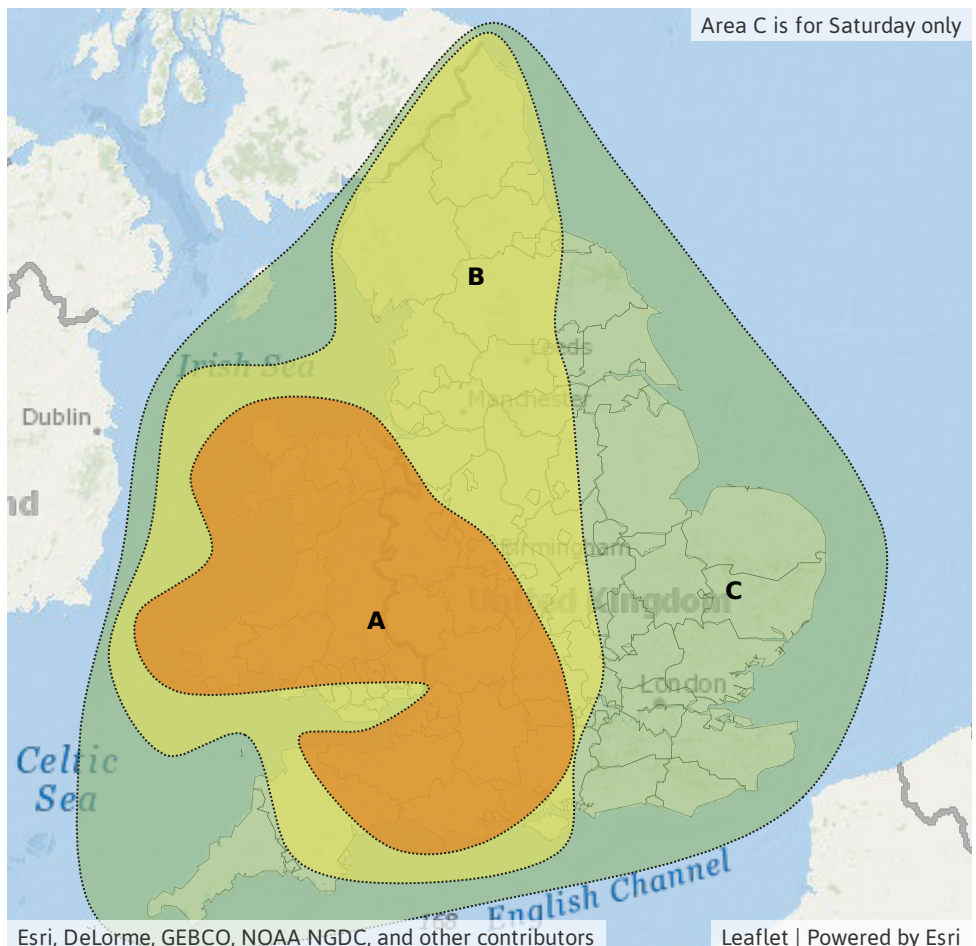 Area C is for Saturday only
B
Leeds
Irish Sea
Manchester
Dublin
nd
Birmingham
C
United Kingdom
A
London
Celtic
Sea
168
English Channel
Esri, DeLorme, GEBCO, NOAA NGDC, and other contributors
Leaflet | Powered by Esri